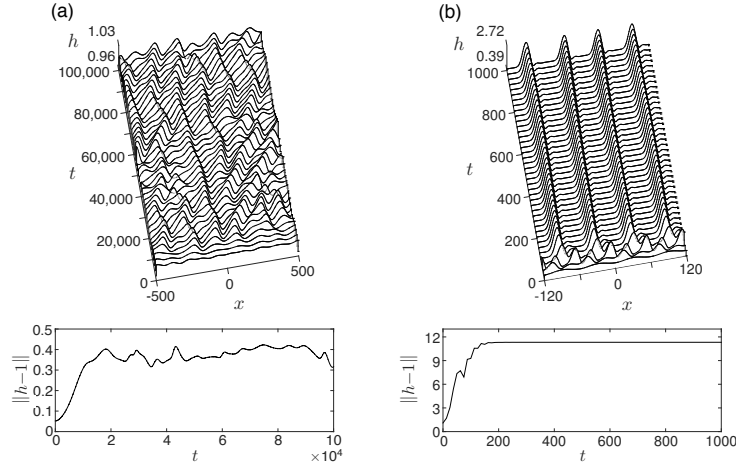 (a)
1.03
h
0.96
100,000
80,000
60,000
t
40,000
20,000
0
-500
0
500
x
0.5
0.4
0.3
0.2
0.1
0
||h−1||
0 2 4 6 8 10
t
×10⁴
(b)
2.72
h
0.39
1000
800
600
t
400
200
0
-120
0
120
x
12
9
6
3
0
||h−1||
0 200 400 600 800 1000
t